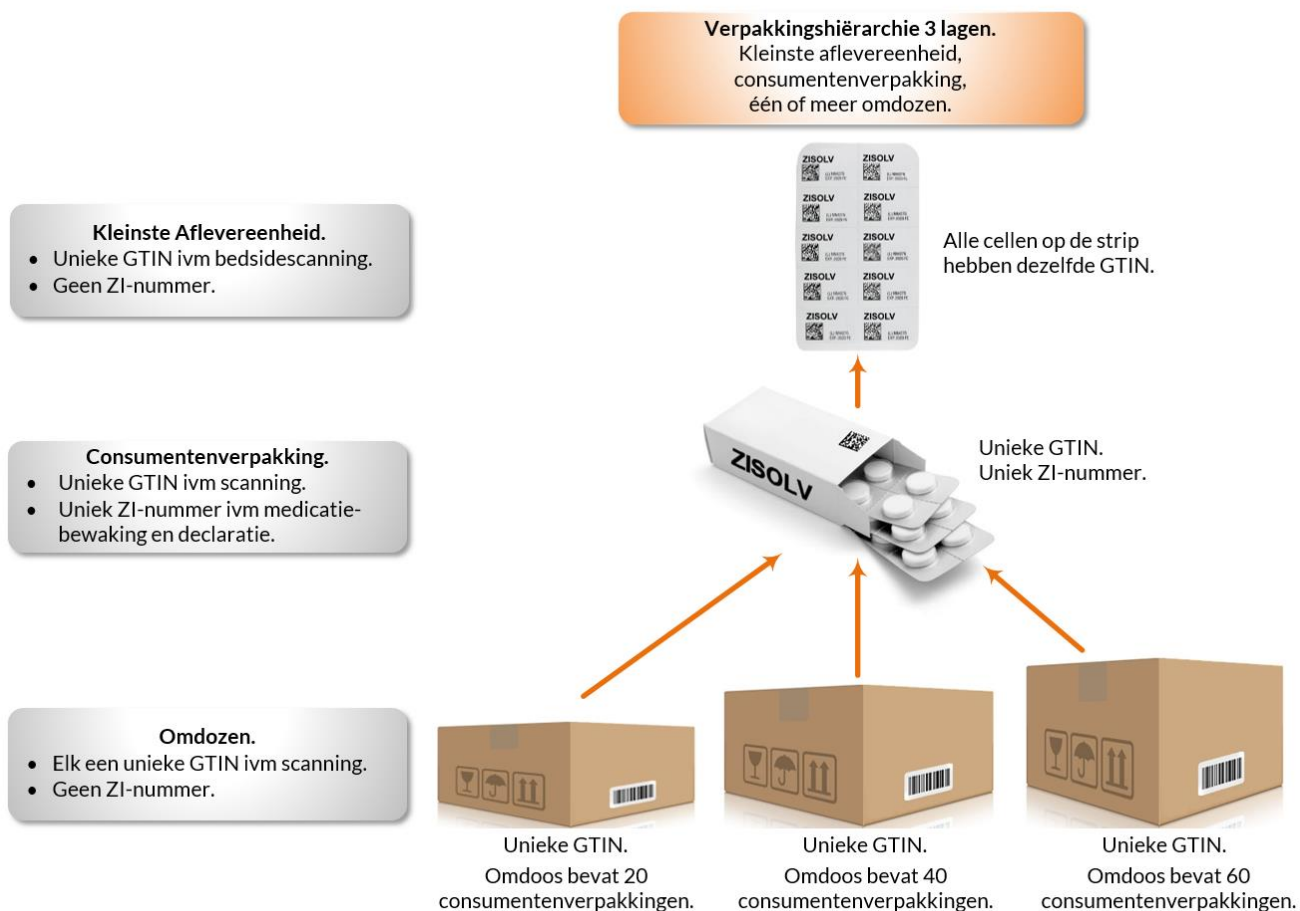 Verpakkingshiërarchie 3 lagen.
Kleinste aflevereenheid,
consumentenverpakking,
één of meer omdozen.
ZISOLV ZISOLV
ZISOLV ZISOLV
ZISOLV ZISOLV
ZISOLV ZISOLV
ZISOLV ZISOLV
Kleinste Aflevereenheid.
• Unieke GTIN ivm bedsidescanning.
• Geen ZI-nummer.
Alle cellen op de strip
hebben dezelfde GTIN.
Consumentenverpakking.
• Unieke GTIN ivm scanning.
• Uniek ZI-nummer ivm medicatie-
bewaking en declaratie.
ZISOLV
Unieke GTIN.
Uniek ZI-nummer.
Omdozen.
• Elk een unieke GTIN ivm scanning.
• Geen ZI-nummer.
Unieke GTIN.
Omdoos bevat 20
consumentenverpakkingen.
Unieke GTIN.
Omdoos bevat 40
consumentenverpakkingen.
Unieke GTIN.
Omdoos bevat 60
consumentenverpakkingen.